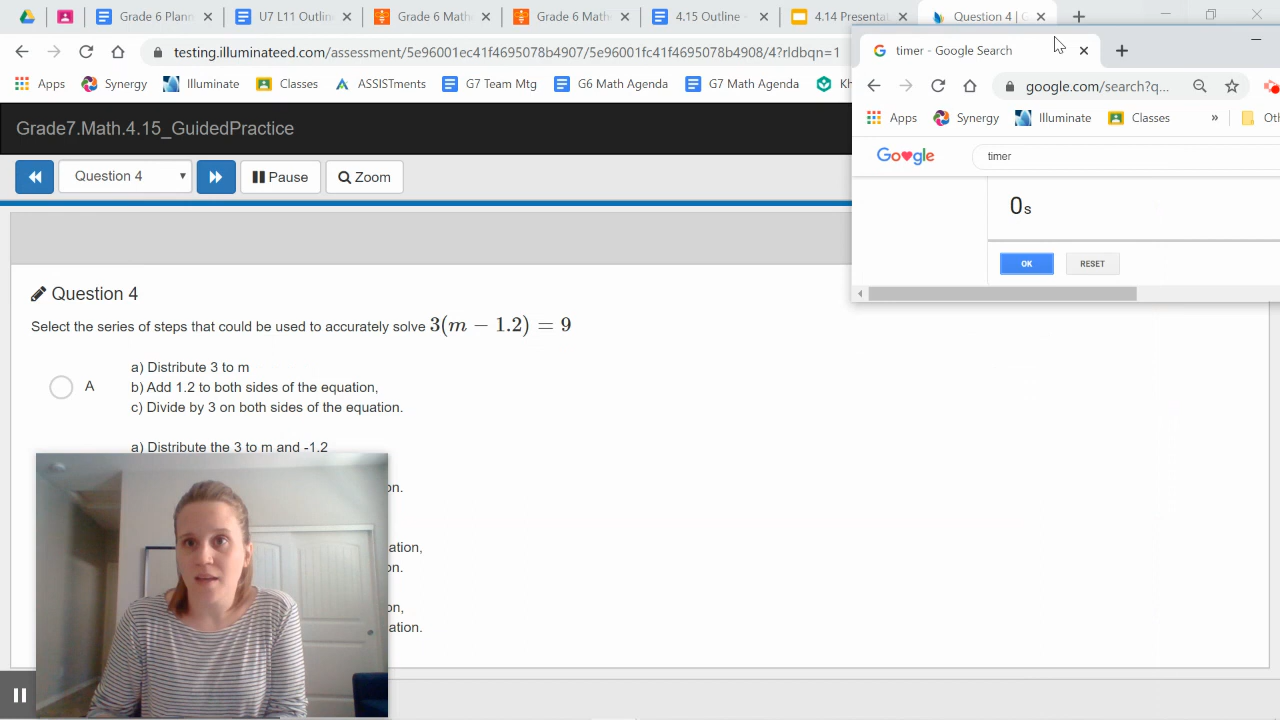 Grade 6 Plann
U7 L11 Outlin
Grade 6 Math
Grade 6 Math
4.15 Outline
4.14 Presenta
Question 4 | C
testing.illuminateed.com/assessment/5e96001ec41f4695078b4907/5e96001fc41f4695078b4908/4?rldbqn=1
Apps Synergy Illuminate Classes ASSISTments G7 Team Mtg G6 Math Agenda G7 Math Agenda Kh
timer - Google Search
google.com/search?q...
Apps Synergy Illuminate Classes » Oth
Go♥gle timer
0s
OK RESET
Grade7.Math.4.15_GuidedPractice
Question 4 Pause Zoom
Question 4
Select the series of steps that could be used to accurately solve 3(m − 1.2) = 9
A
a) Distribute 3 to m
b) Add 1.2 to both sides of the equation,
c) Divide by 3 on both sides of the equation.
a) Distribute the 3 to m and -1.2
on.
ation,
on.
on,
ation.